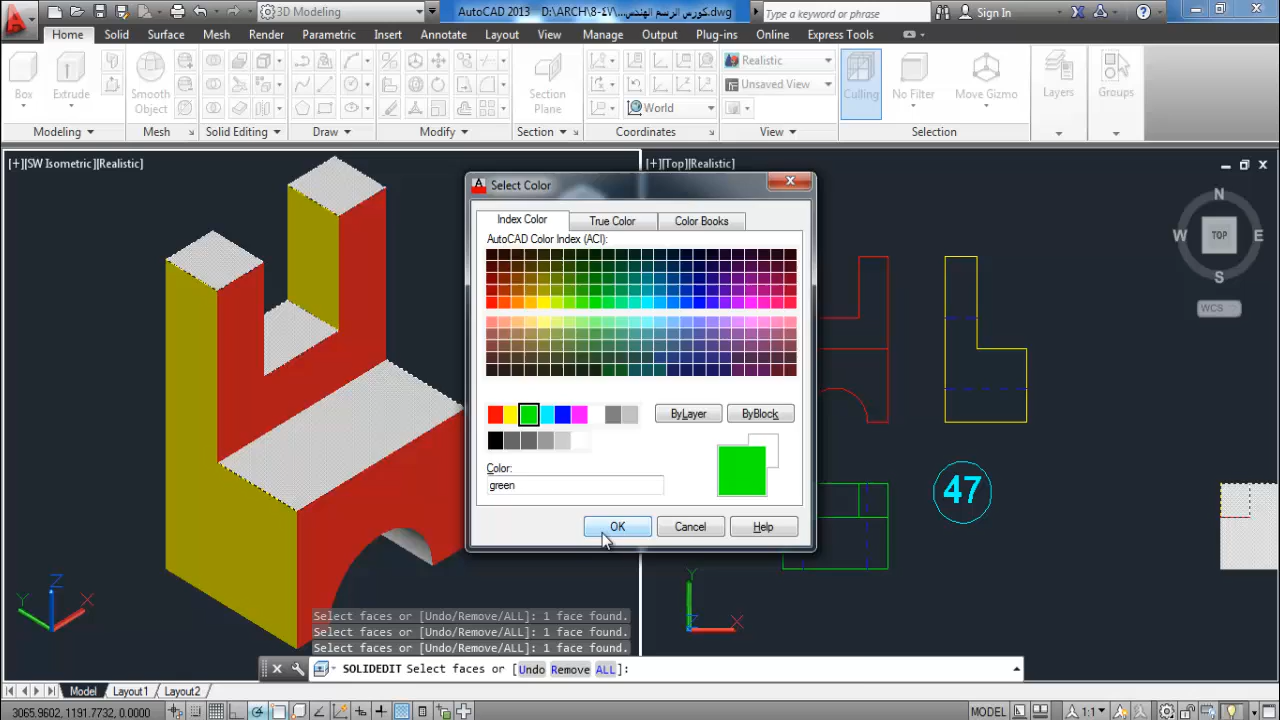 3D Modeling
AutoCAD 2013 D:\ARCH\8-٤٧\...كورس الرسم الهندس.dwg
Type a keyword or phrase
Sign In
Home Solid Surface Mesh Render Parametric Insert Annotate Layout View Manage Output Plug-ins Online Express Tools
Box Extrude Smooth Object Section Plane Realistic Unsaved View World Culling No Filter Move Gizmo Layers Groups
Modeling Mesh Solid Editing Draw Modify Section Coordinates View Selection
[+][SW Isometric][Realistic]
[+][Top][Realistic]
Select Color
Index Color True Color Color Books
AutoCAD Color Index (ACI):
ByLayer ByBlock
Color:
green
OK Cancel Help
N
W TOP E
S
WCS
47
Z
Y X
Y
Z X
Select faces or [Undo/Remove/ALL]: 1 face found.
Select faces or [Undo/Remove/ALL]: 1 face found.
Select faces or [Undo/Remove/ALL]: 1 face found.
SOLIDEDIT Select faces or [Undo Remove ALL]:
Model Layout1 Layout2
3065.9602, 1191.7732, 0.0000
MODEL
1:1